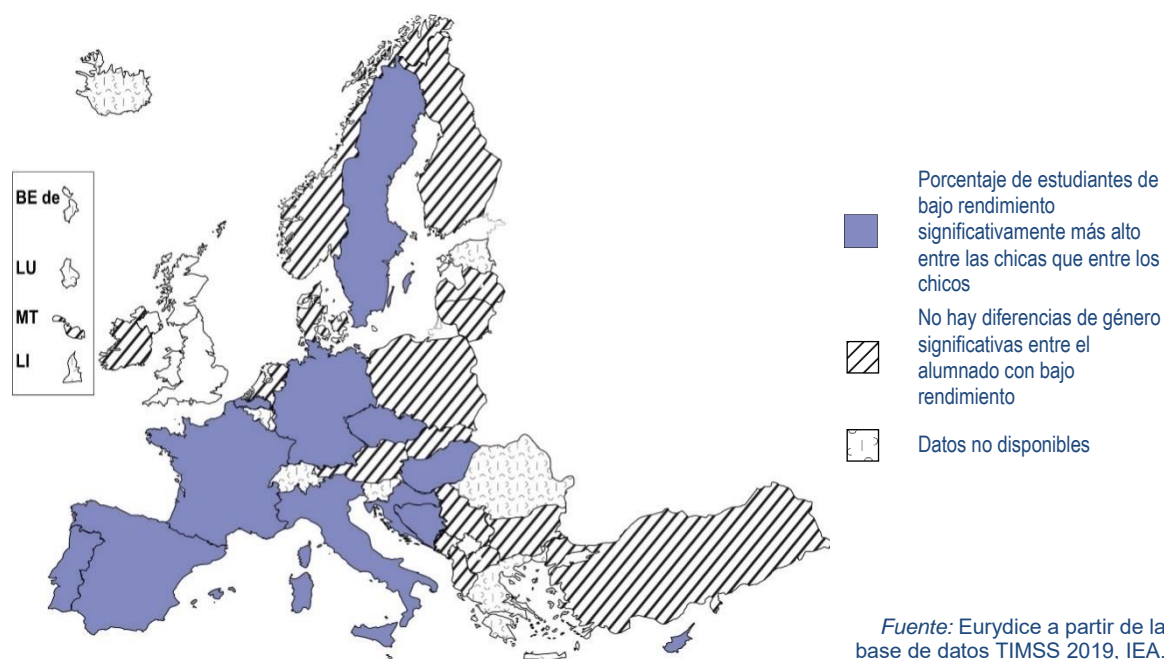 BE de
LU
MT
LI
Porcentaje de estudiantes de
bajo rendimiento
significativamente más alto
entre las chicas que entre los
chicos
No hay diferencias de género
significativas entre el
alumnado con bajo
rendimiento
Datos no disponibles
Fuente: Eurydice a partir de la
base de datos TIMSS 2019, IEA.